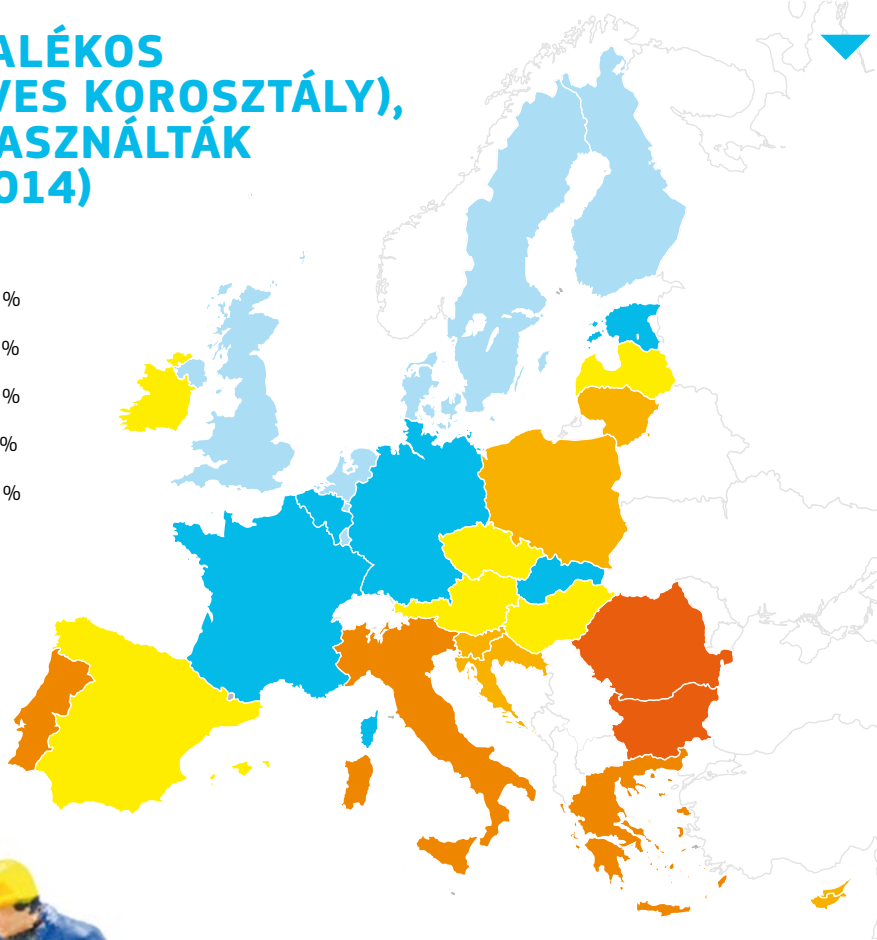 ALÉKOS
VES KOROSZTÁLY),
ASZNÁLTÁK
014)
%
%
%
%
%